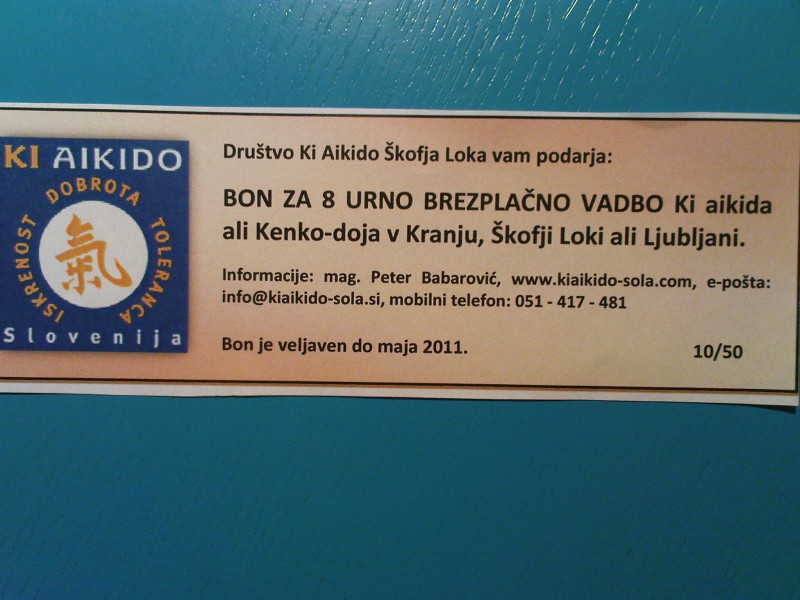 KI AIKIDO
ISKRENOST DOBROTA TOLERANCA
氣
Slovenija
Društvo Ki Aikido Škofja Loka vam podarja:
BON ZA 8 URNO BREZPLAČNO VADBO Ki aikida
ali Kenko-doja v Kranju, Škofji Loki ali Ljubljani.
Informacije: mag. Peter Babarović, www.kiaikido-sola.com, e-pošta:
info@kiaikido-sola.si, mobilni telefon: 051 - 417 - 481
Bon je veljaven do maja 2011.
10/50